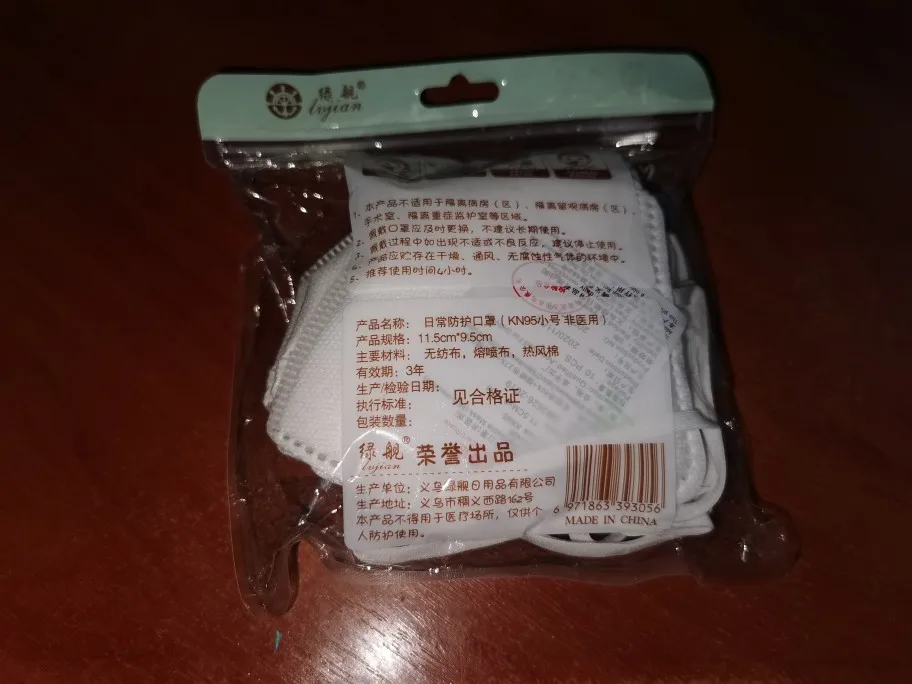 绿舰®
lvjian
1、本产品不适用于隔离病房（区）、隔离留观病房（区）、
手术室、隔离重症监护室等区域。
2、佩戴口罩应及时更换，不建议长期使用。
3、佩戴过程中如出现不适或不良反应，建议停止使用。
4、产品应贮存在干燥、通风、无腐蚀性气体的环境中。
5、推荐使用时间4小时。
产品名称： 日常防护口罩（KN95小号 非医用）
产品规格：11.5cm*9.5cm
主要材料： 无纺布，熔喷布，热风棉
有效期：3年
生产/检验日期：
执行标准： 见合格证
包装数量：
绿舰® 荣誉出品
lvjian
生产单位：义乌绿舰日用品有限公司
生产地址：义乌市稠义西路162号
本产品不得用于医疗场所，仅供个
人防护使用。
6 971863 393056
MADE IN CHINA